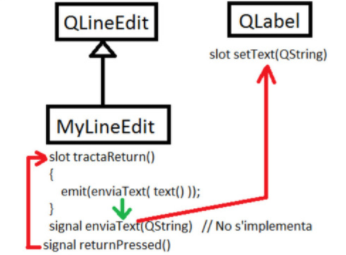 QLineEdit
QLabel
slot setText(QString)
MyLineEdit
slot tractaReturn()
{
emit(enviaText( text() ));
}
signal enviaText(QString) // No s'implementa
signal returnPressed()